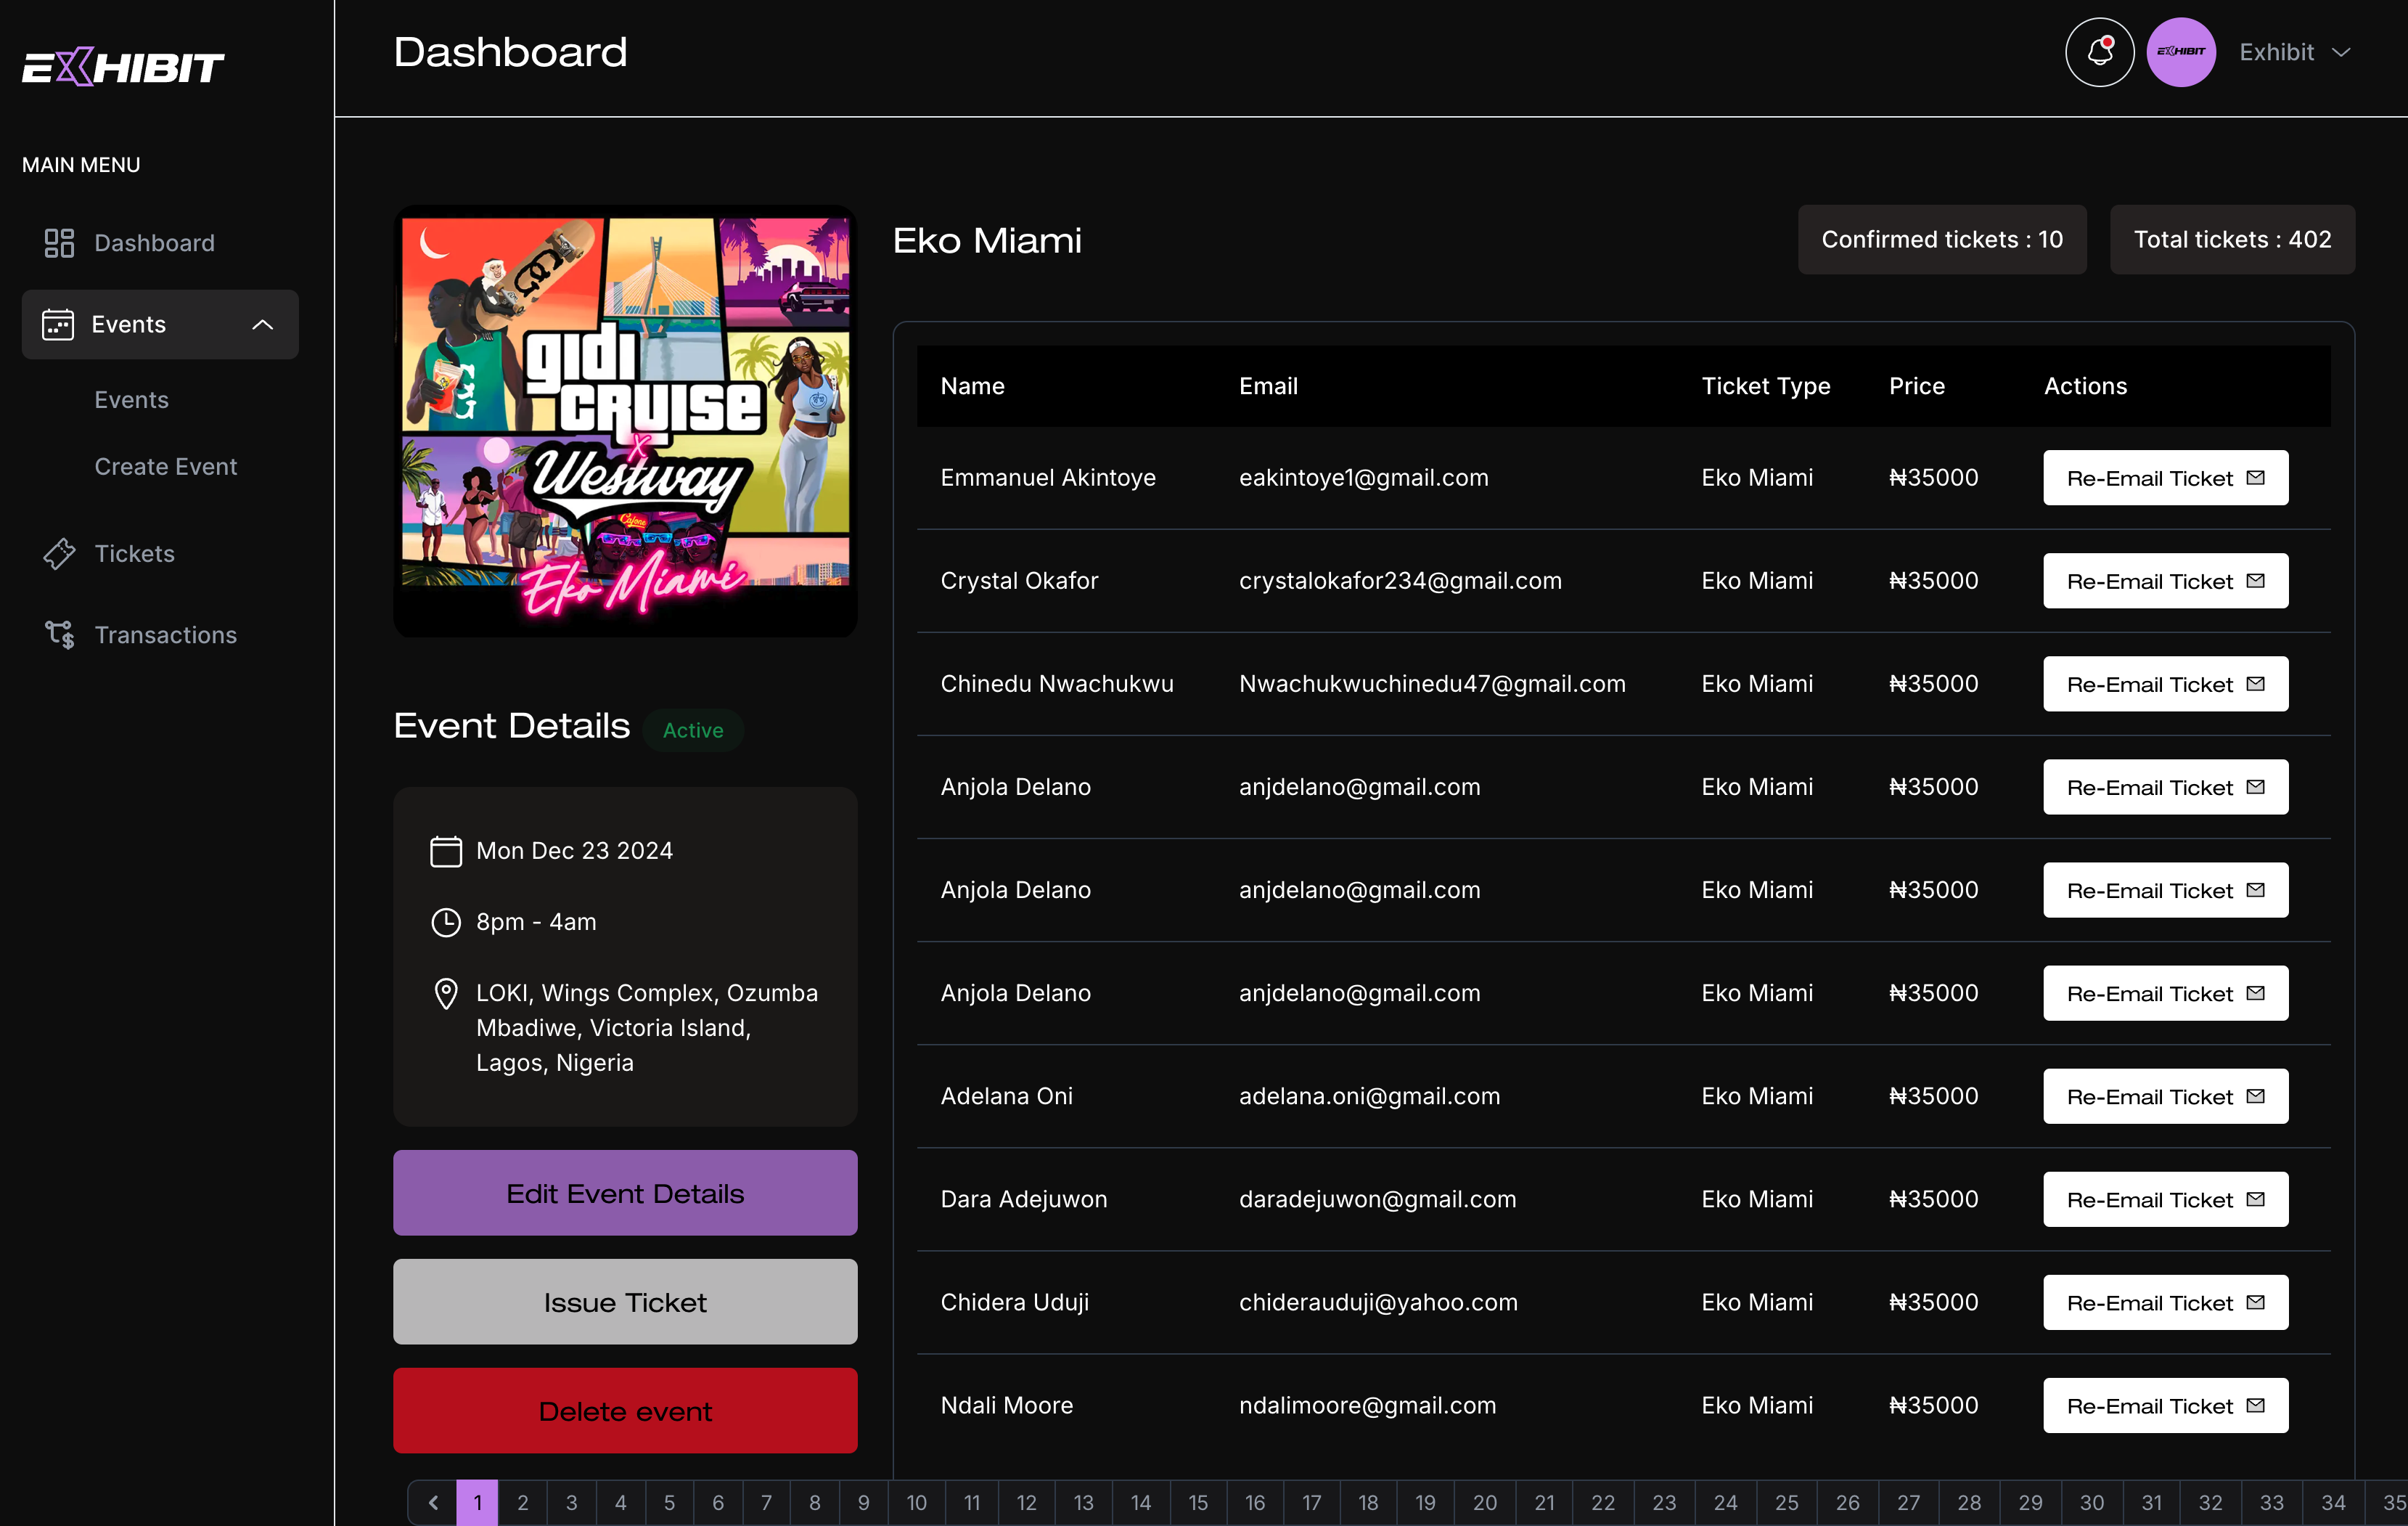 EXHIBIT
Dashboard
EXHIBIT
Exhibit
MAIN MENU
Dashboard
Events
Events
Create Event
Tickets
Transactions
gidi
cruise
x
Westway
Eko Miami
Event Details
Active
Mon Dec 23 2024
8pm - 4am
LOKI, Wings Complex, Ozumba
Mbadiwe, Victoria Island,
Lagos, Nigeria
Edit Event Details
Issue Ticket
Delete event
Eko Miami
Confirmed tickets : 10
Total tickets : 402
Name Email Ticket Type Price Actions
Emmanuel Akintoye eakintoye1@gmail.com Eko Miami ₦35000 Re-Email Ticket
Crystal Okafor crystalokafor234@gmail.com Eko Miami ₦35000 Re-Email Ticket
Chinedu Nwachukwu Nwachukwuchinedu47@gmail.com Eko Miami ₦35000 Re-Email Ticket
Anjola Delano anjdelano@gmail.com Eko Miami ₦35000 Re-Email Ticket
Anjola Delano anjdelano@gmail.com Eko Miami ₦35000 Re-Email Ticket
Anjola Delano anjdelano@gmail.com Eko Miami ₦35000 Re-Email Ticket
Adelana Oni adelana.oni@gmail.com Eko Miami ₦35000 Re-Email Ticket
Dara Adejuwon daradejuwon@gmail.com Eko Miami ₦35000 Re-Email Ticket
Chidera Uduji chiderauduji@yahoo.com Eko Miami ₦35000 Re-Email Ticket
Ndali Moore ndalimoore@gmail.com Eko Miami ₦35000 Re-Email Ticket
1 2 3 4 5 6 7 8 9 10 11 12 13 14 15 16 17 18 19 20 21 22 23 24 25 26 27 28 29 30 31 32 33 34 35